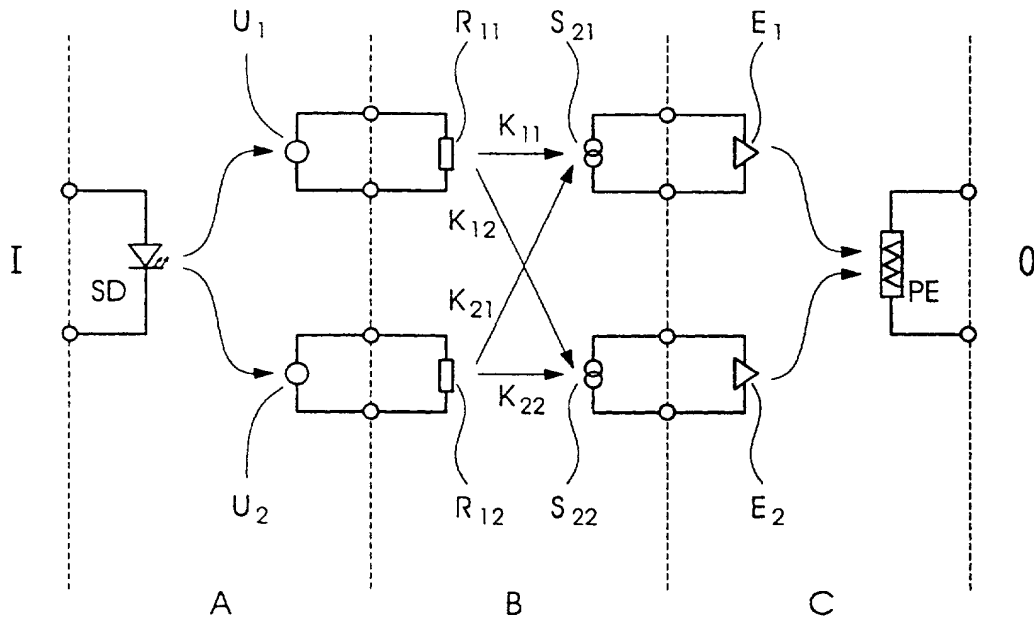 U1 R11 S21 E1
K11
K12
I SD K21 PE 0
K22
U2 R12 S22 E2
A B C